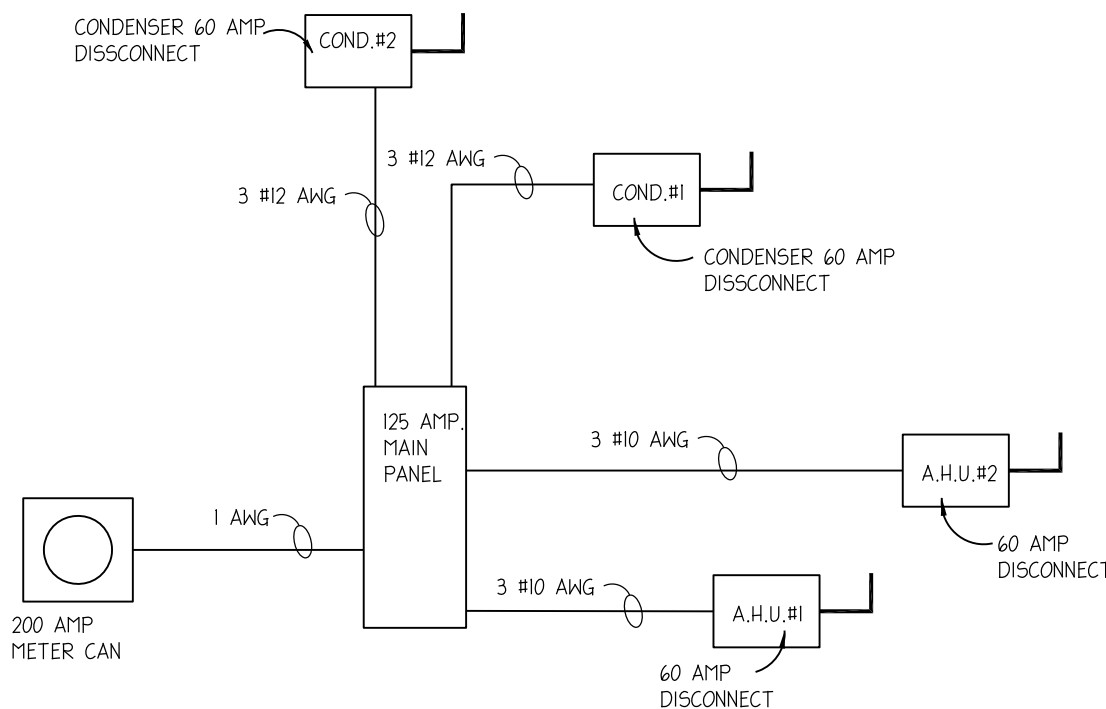 CONDENSER 60 AMP
DISSCONNECT
COND.#2
3 #12 AWG
3 #12 AWG
COND.#1
CONDENSER 60 AMP
DISSCONNECT
125 AMP.
MAIN
PANEL
3 #10 AWG
A.H.U.#2
60 AMP
DISCONNECT
1 AWG
200 AMP
METER CAN
3 #10 AWG
A.H.U.#1
60 AMP
DISCONNECT